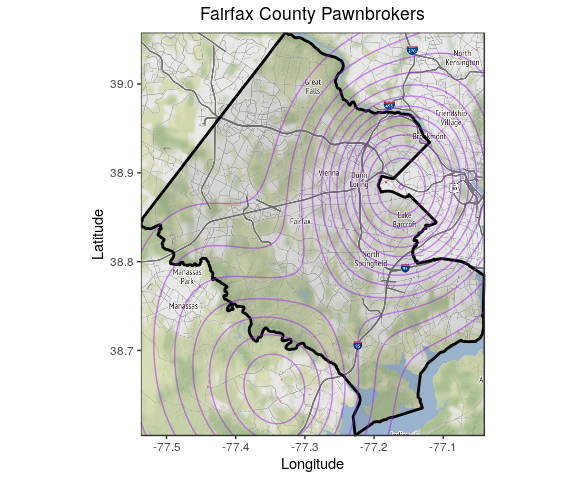 Fairfax County Pawnbrokers
North
Kensington
270
39.0
Great
Falls
Friendship
Village
Brookmont
38.9
Vienna
Dunn
Loring
Lake
Barcroft
Fairfax
Latitude
38.8
North
Springfield
Manassas
Park
Manassas
38.7
-77.5
-77.4
-77.3
-77.2
-77.1
Longitude